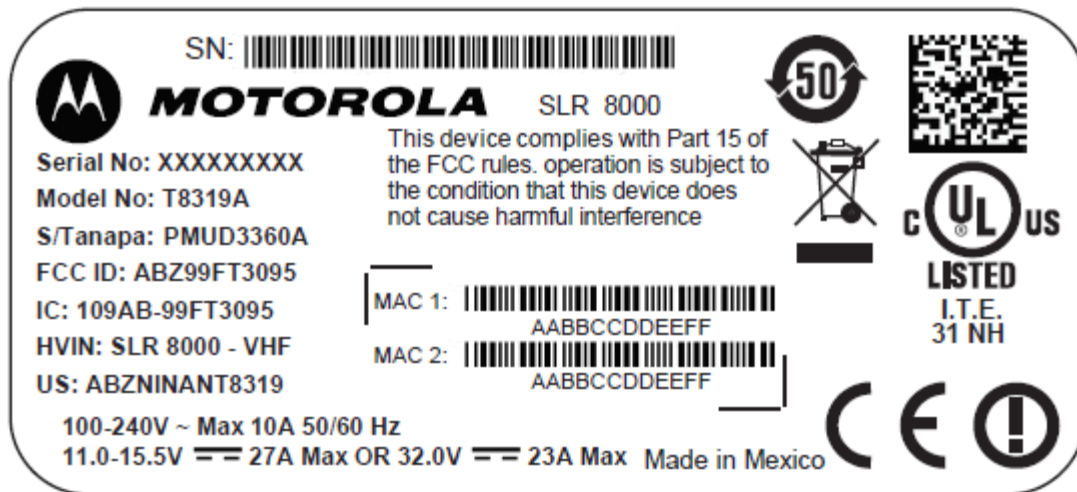 SN:
MOTOROLA SLR 8000
This device complies with Part 15 of
the FCC rules. operation is subject to
the condition that this device does
not cause harmful interference
Serial No: XXXXXXXXX
Model No: T8319A
S/Tanapa: PMUD3360A
FCC ID: ABZ99FT3095
IC: 109AB-99FT3095
HVIN: SLR 8000 - VHF
US: ABZNINANT8319
MAC 1:
AABBCCDDEEFF
MAC 2:
AABBCCDDEEFF
50
C UL ® US
LISTED
I.T.E.
31 NH
100-240V ~ Max 10A 50/60 Hz
11.0-15.5V ⎓ 27A Max OR 32.0V ⎓ 23A Max Made in Mexico
CE